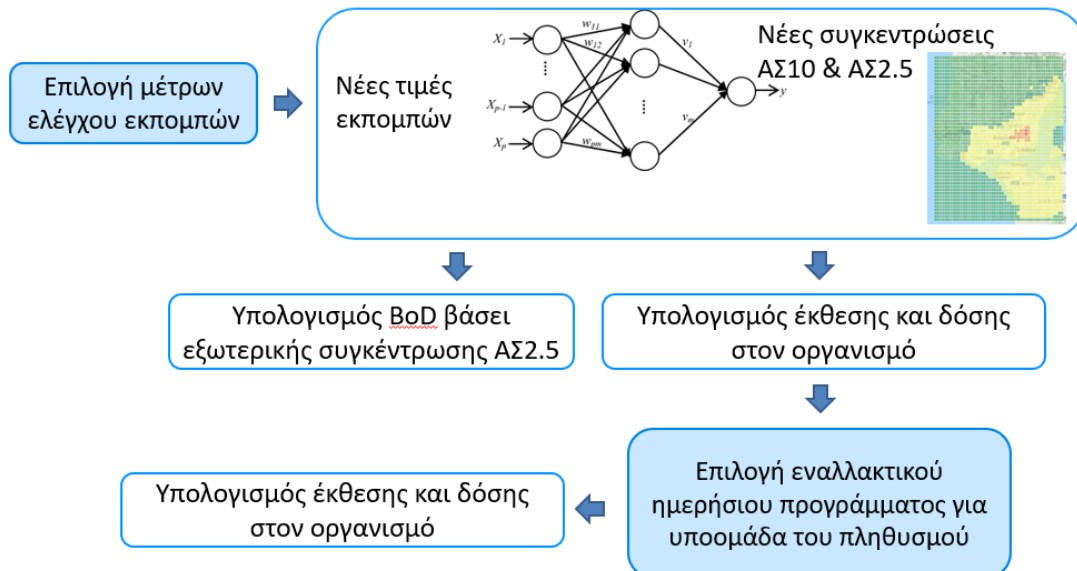 Επιλογή μέτρων
ελέγχου εκπομπών
Νέες τιμές
εκπομπών
X1
Xp-1
Xp
w11
w12
wpm
v1
vm
y
Νέες συγκεντρώσεις
ΑΣ10 & ΑΣ2.5
Υπολογισμός BoD βάσει
εξωτερικής συγκέντρωσης ΑΣ2.5
Υπολογισμός έκθεσης και δόσης
στον οργανισμό
Επιλογή εναλλακτικού
ημερήσιου προγράμματος για
υποομάδα του πληθυσμού
Υπολογισμός έκθεσης και δόσης
στον οργανισμό